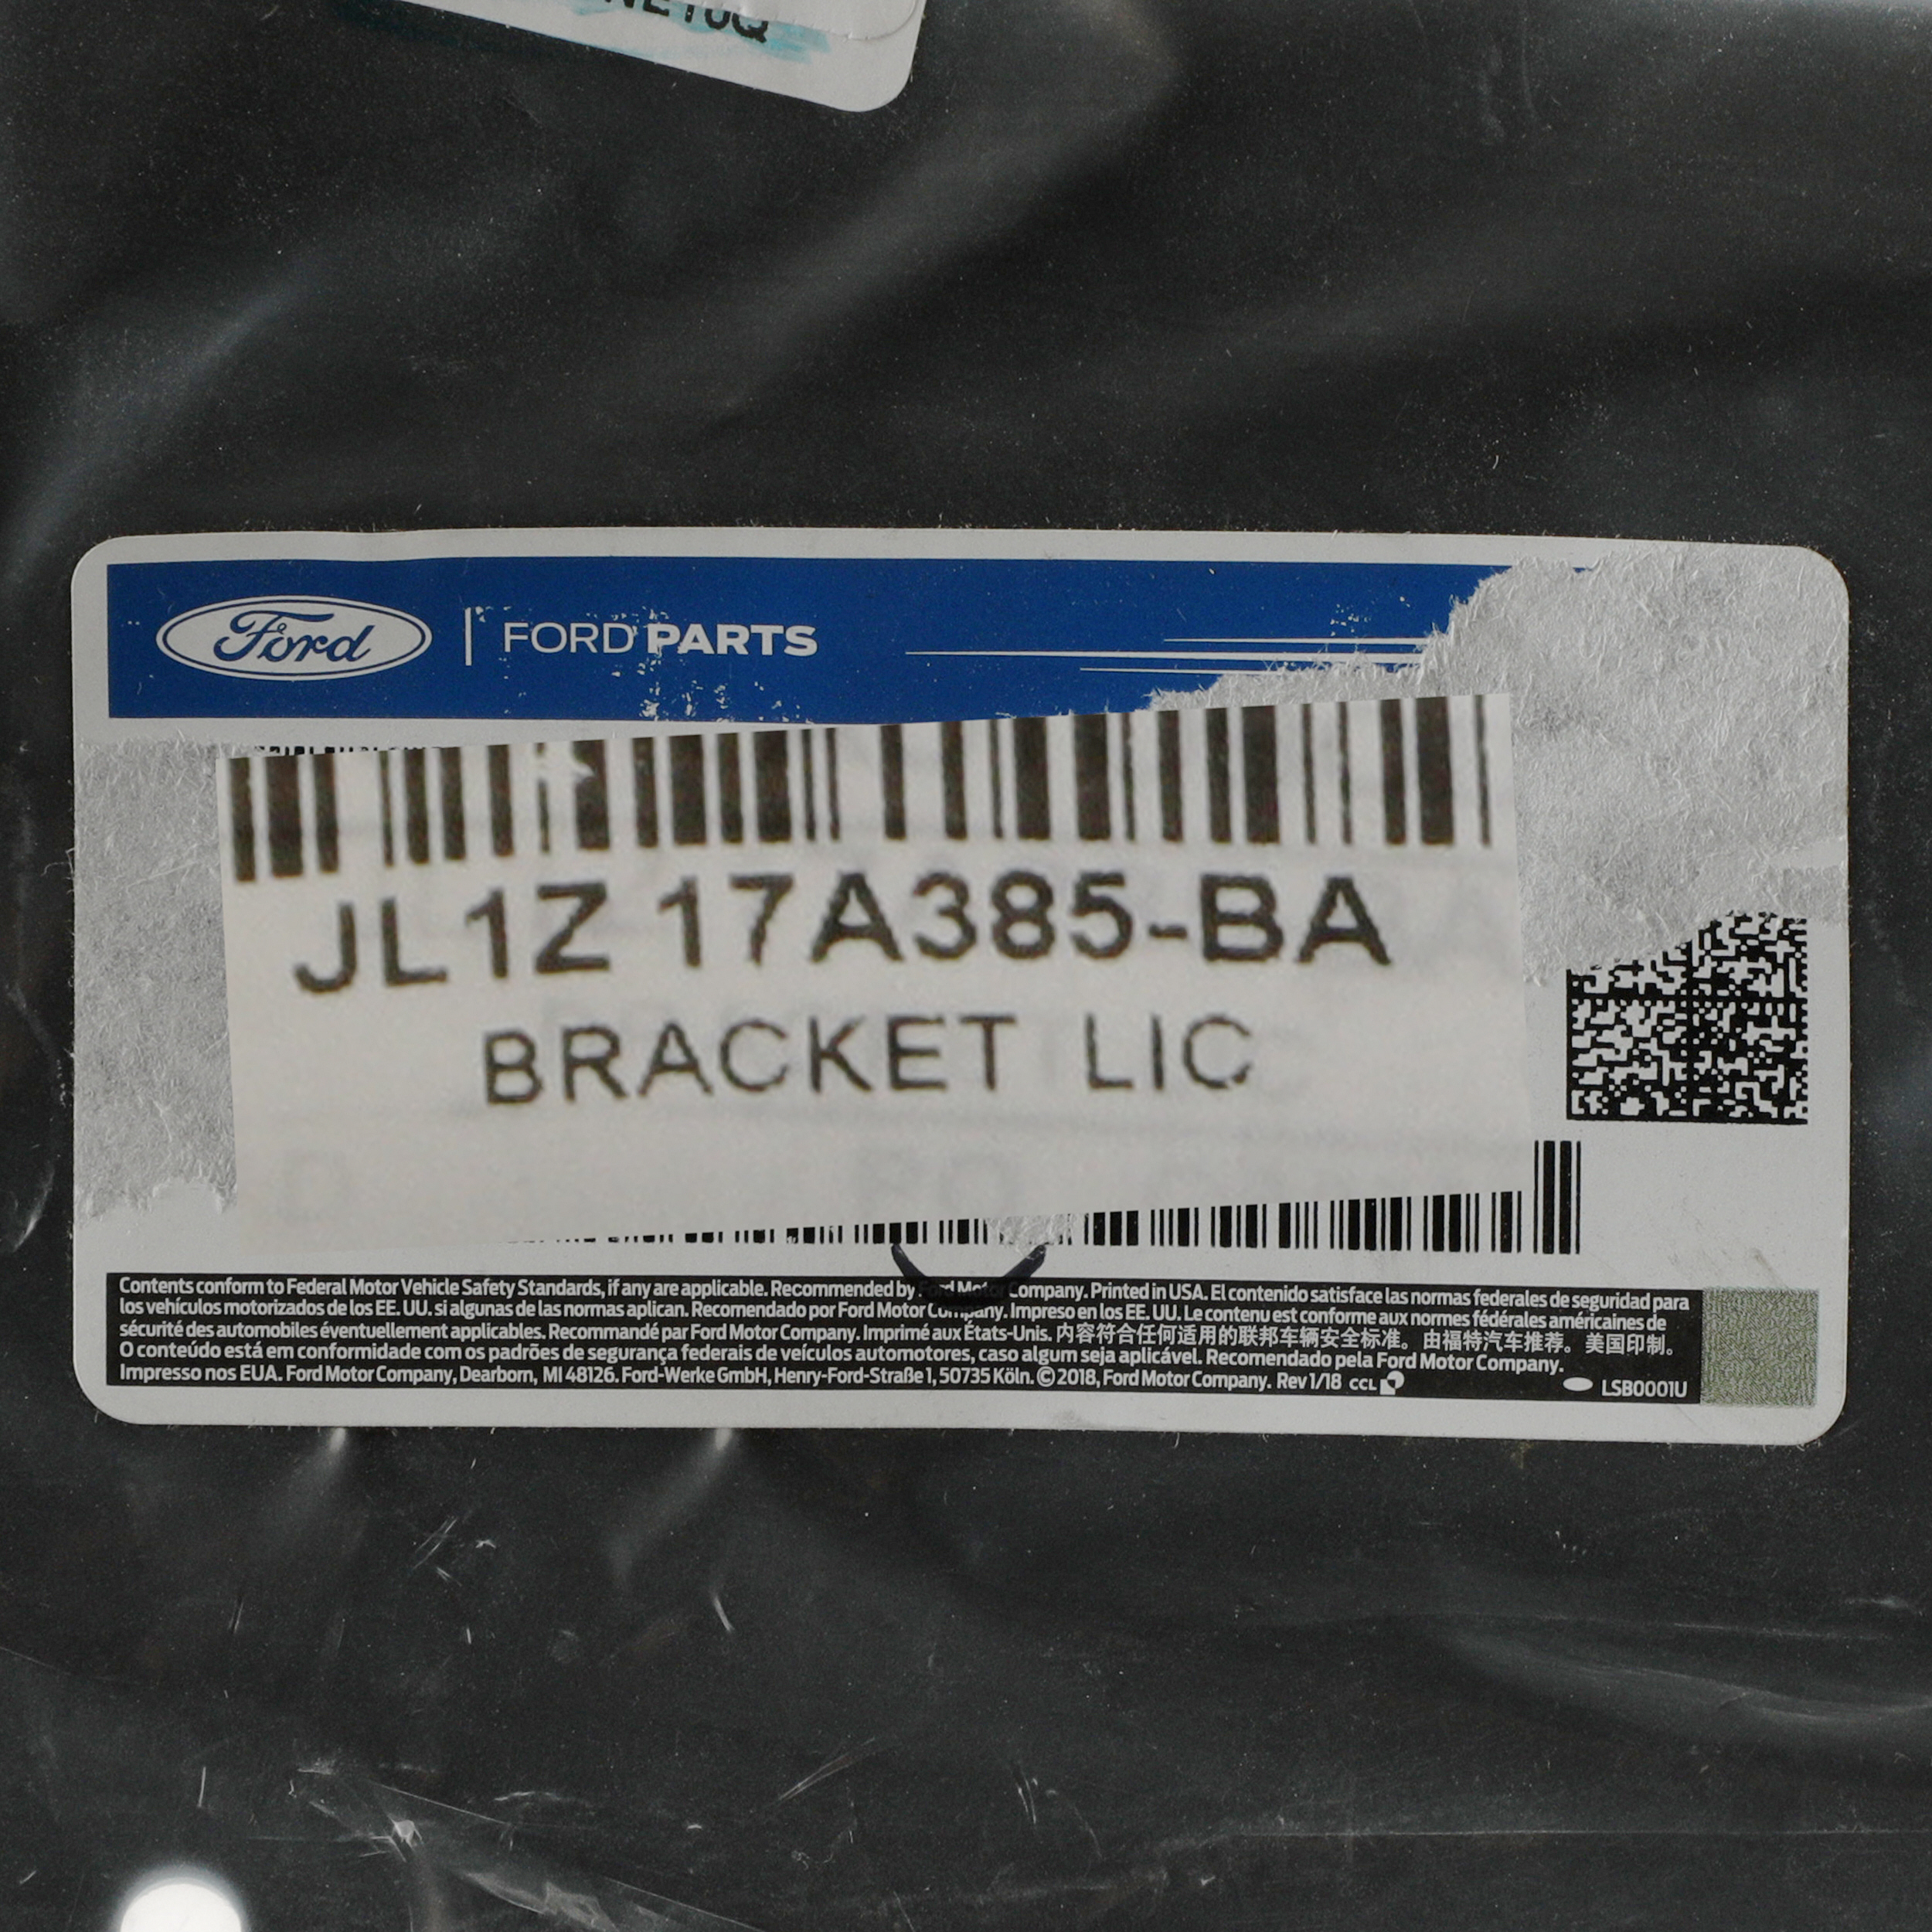 Ford
FORD PARTS
JL1Z 17A385-BA
BRACKET LIC
Contents conform to Federal Motor Vehicle Safety Standards, if any are applicable. Recommended by Ford Motor Company. Printed in USA. El contenido satisface las normas federales de seguridad para
los vehículos motorizados de los EE. UU. si algunas de las normas aplican. Recomendado por Ford Motor Company. Impreso en los EE. UU. Le contenu est conforme aux normes fédérales américaines de
sécurité des automobiles éventuellement applicables. Recommandé par Ford Motor Company. Imprimé aux États-Unis. 内容符合任何适用的联邦车辆安全标准。由福特汽车推荐。美国印制。
O conteúdo está em conformidade com os padrões de segurança federais de veículos automotores, caso algum seja aplicável. Recomendado pela Ford Motor Company.
Impresso nos EUA. Ford Motor Company, Dearborn, MI 48126. Ford-Werke GmbH, Henry-Ford-Straße 1, 50735 Köln. © 2018, Ford Motor Company. Rev 1/18 CCL LSB0001U